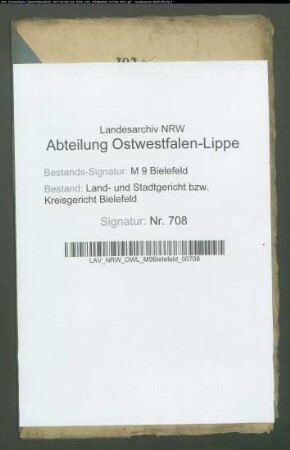 Landesarchiv NRW
Abteilung Ostwestfalen-Lippe
Bestands-Signatur: M 9 Bielefeld
Bestand: Land- und Stadtgericht bzw.
Kreisgericht Bielefeld
Signatur: Nr. 708
LAV_NRW_OWL_M9Bielefeld_00708